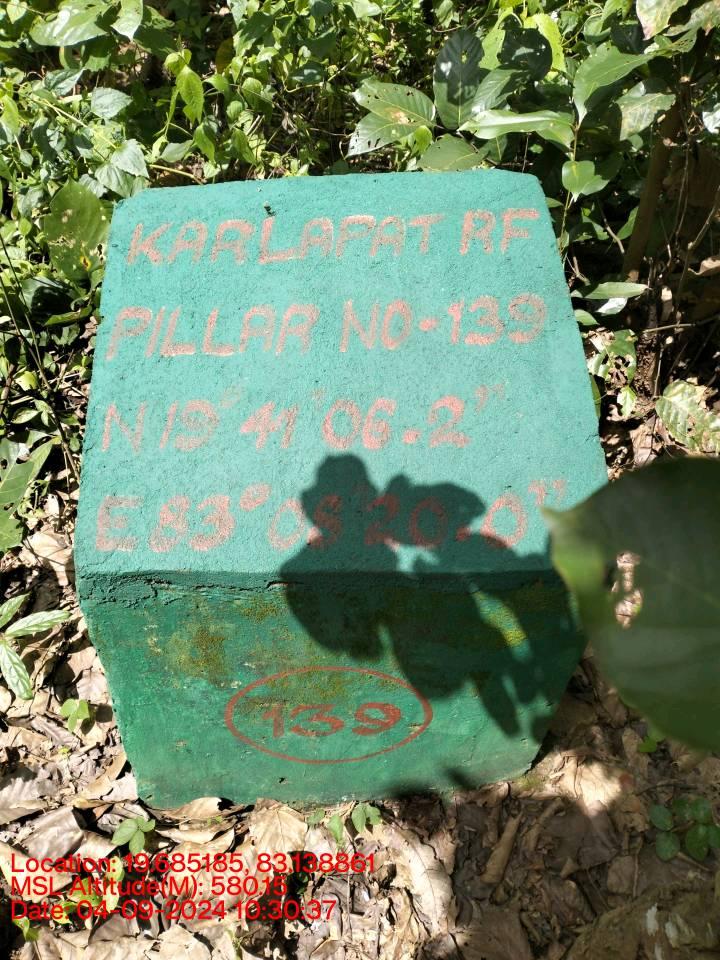 KARLAPAT RF
PILLAR NO-139
N 19° 41' 06.2"
E 83° 08' 20.0"
139
Location: 19.685185, 83.138861
MSL Altitude(M): 580.15
Date: 04-09-2024 10:30:37